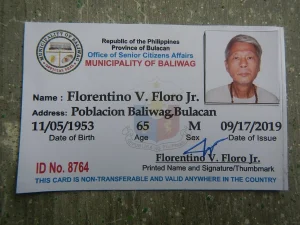 Republic of the Philippines
Province of Bulacan
Office of Senior Citizens Affairs
MUNICIPALITY OF BALIWAG
Name : Florentino V. Floro Jr.
Address: Poblacion Baliwag,Bulacan
11/05/1953 65 M 09/17/2019
Date of Birth Age Sex Date of Issue
Florentino V. Floro Jr.
Printed Name and Signature/Thumbmark
ID No. 8764
THIS CARD IS NON-TRANSFERABLE AND VALID ANYWHERE IN THE COUNTRY